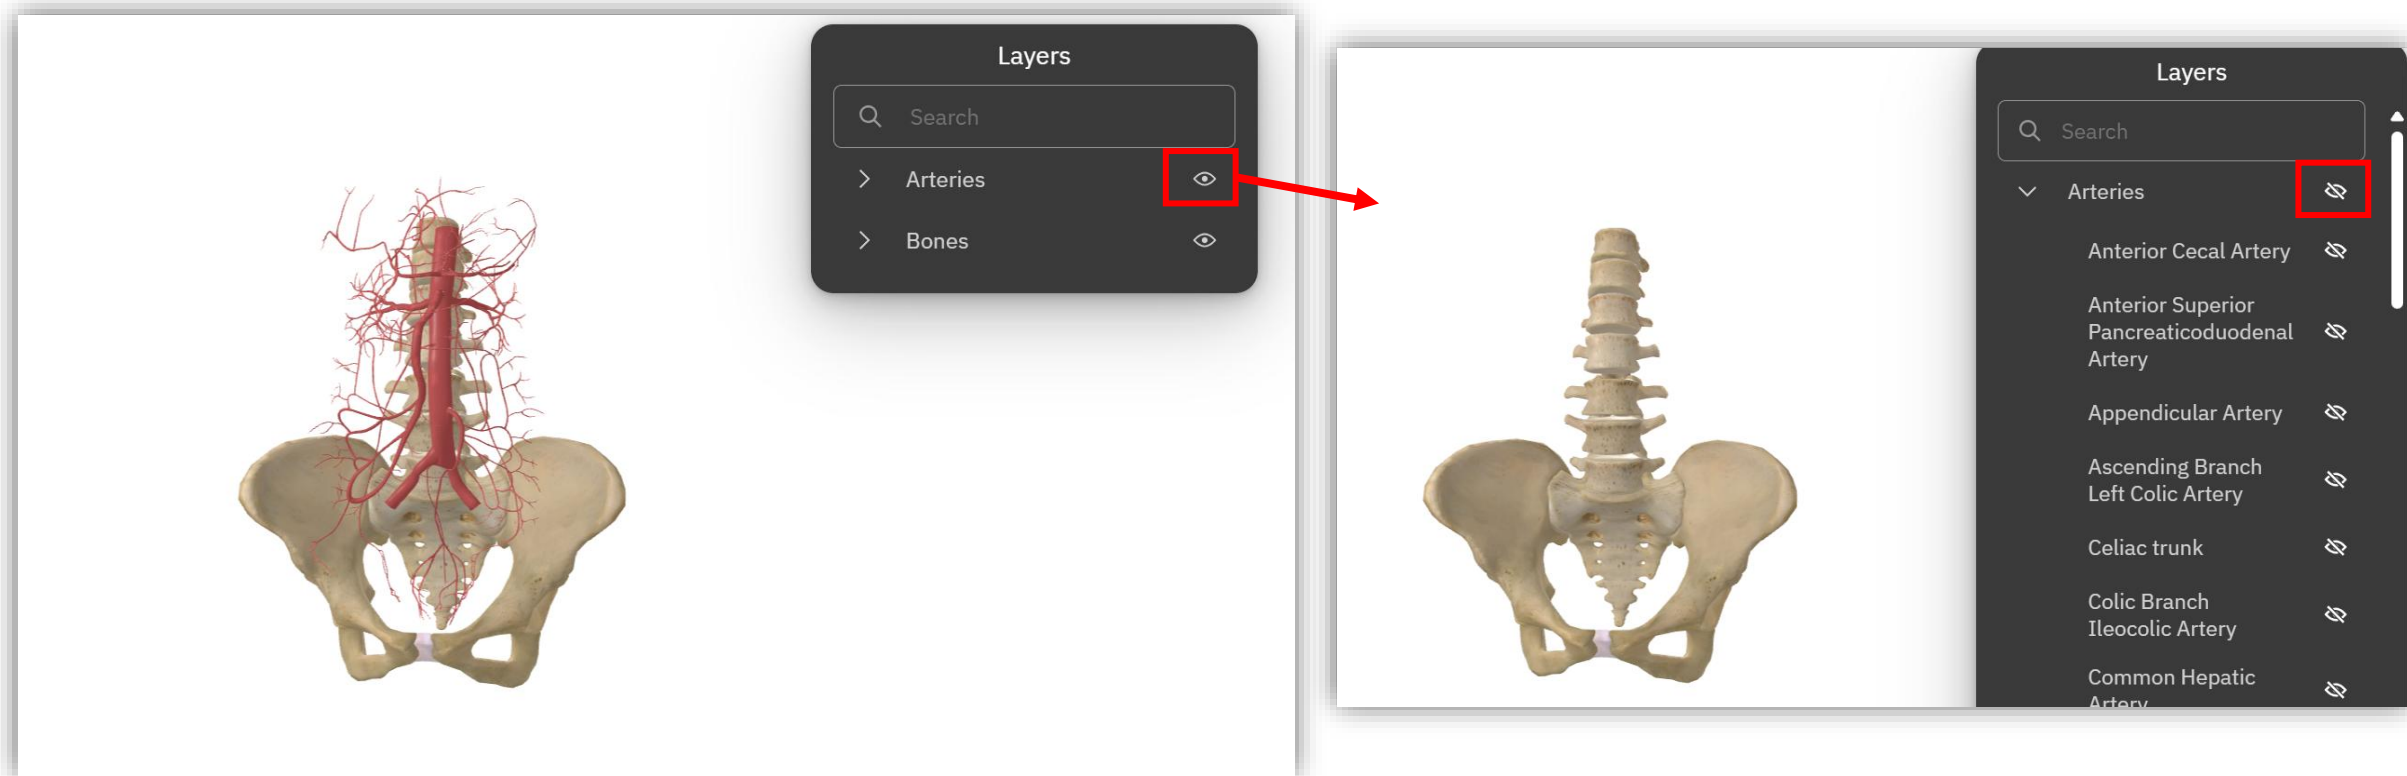 Layers
Search
Arteries
Bones
Layers
Search
Arteries
Anterior Cecal Artery
Anterior Superior
Pancreaticoduodenal
Artery
Appendicular Artery
Ascending Branch
Left Colic Artery
Celiac trunk
Colic Branch
Ileocolic Artery
Common Hepatic
Artery